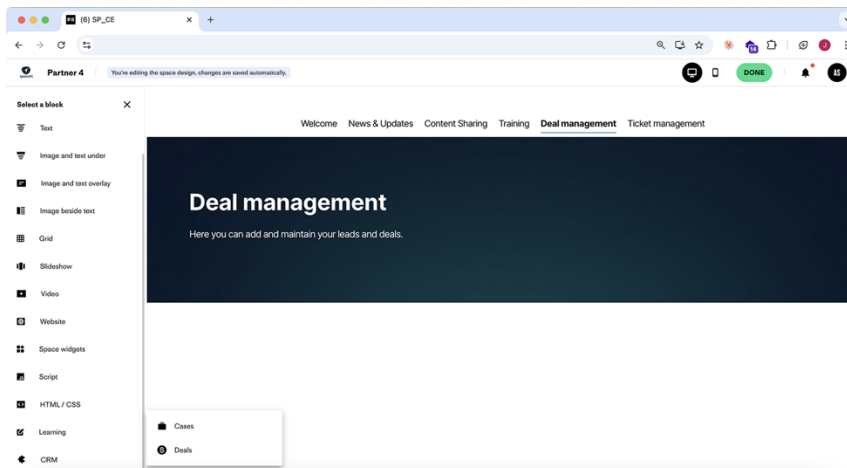 (6) SP_CE
18
spacent
Partner 4
You're editing the space design, changes are saved automatically.
DONE
AS
Select a block
Text
Image and text under
Image and text overlay
Image beside text
Grid
Slideshow
Video
Website
Space widgets
Script
HTML / CSS
Learning
CRM
Welcome News & Updates Content Sharing Training Deal management Ticket management
Deal management
Here you can add and maintain your leads and deals.
Cases
Deals